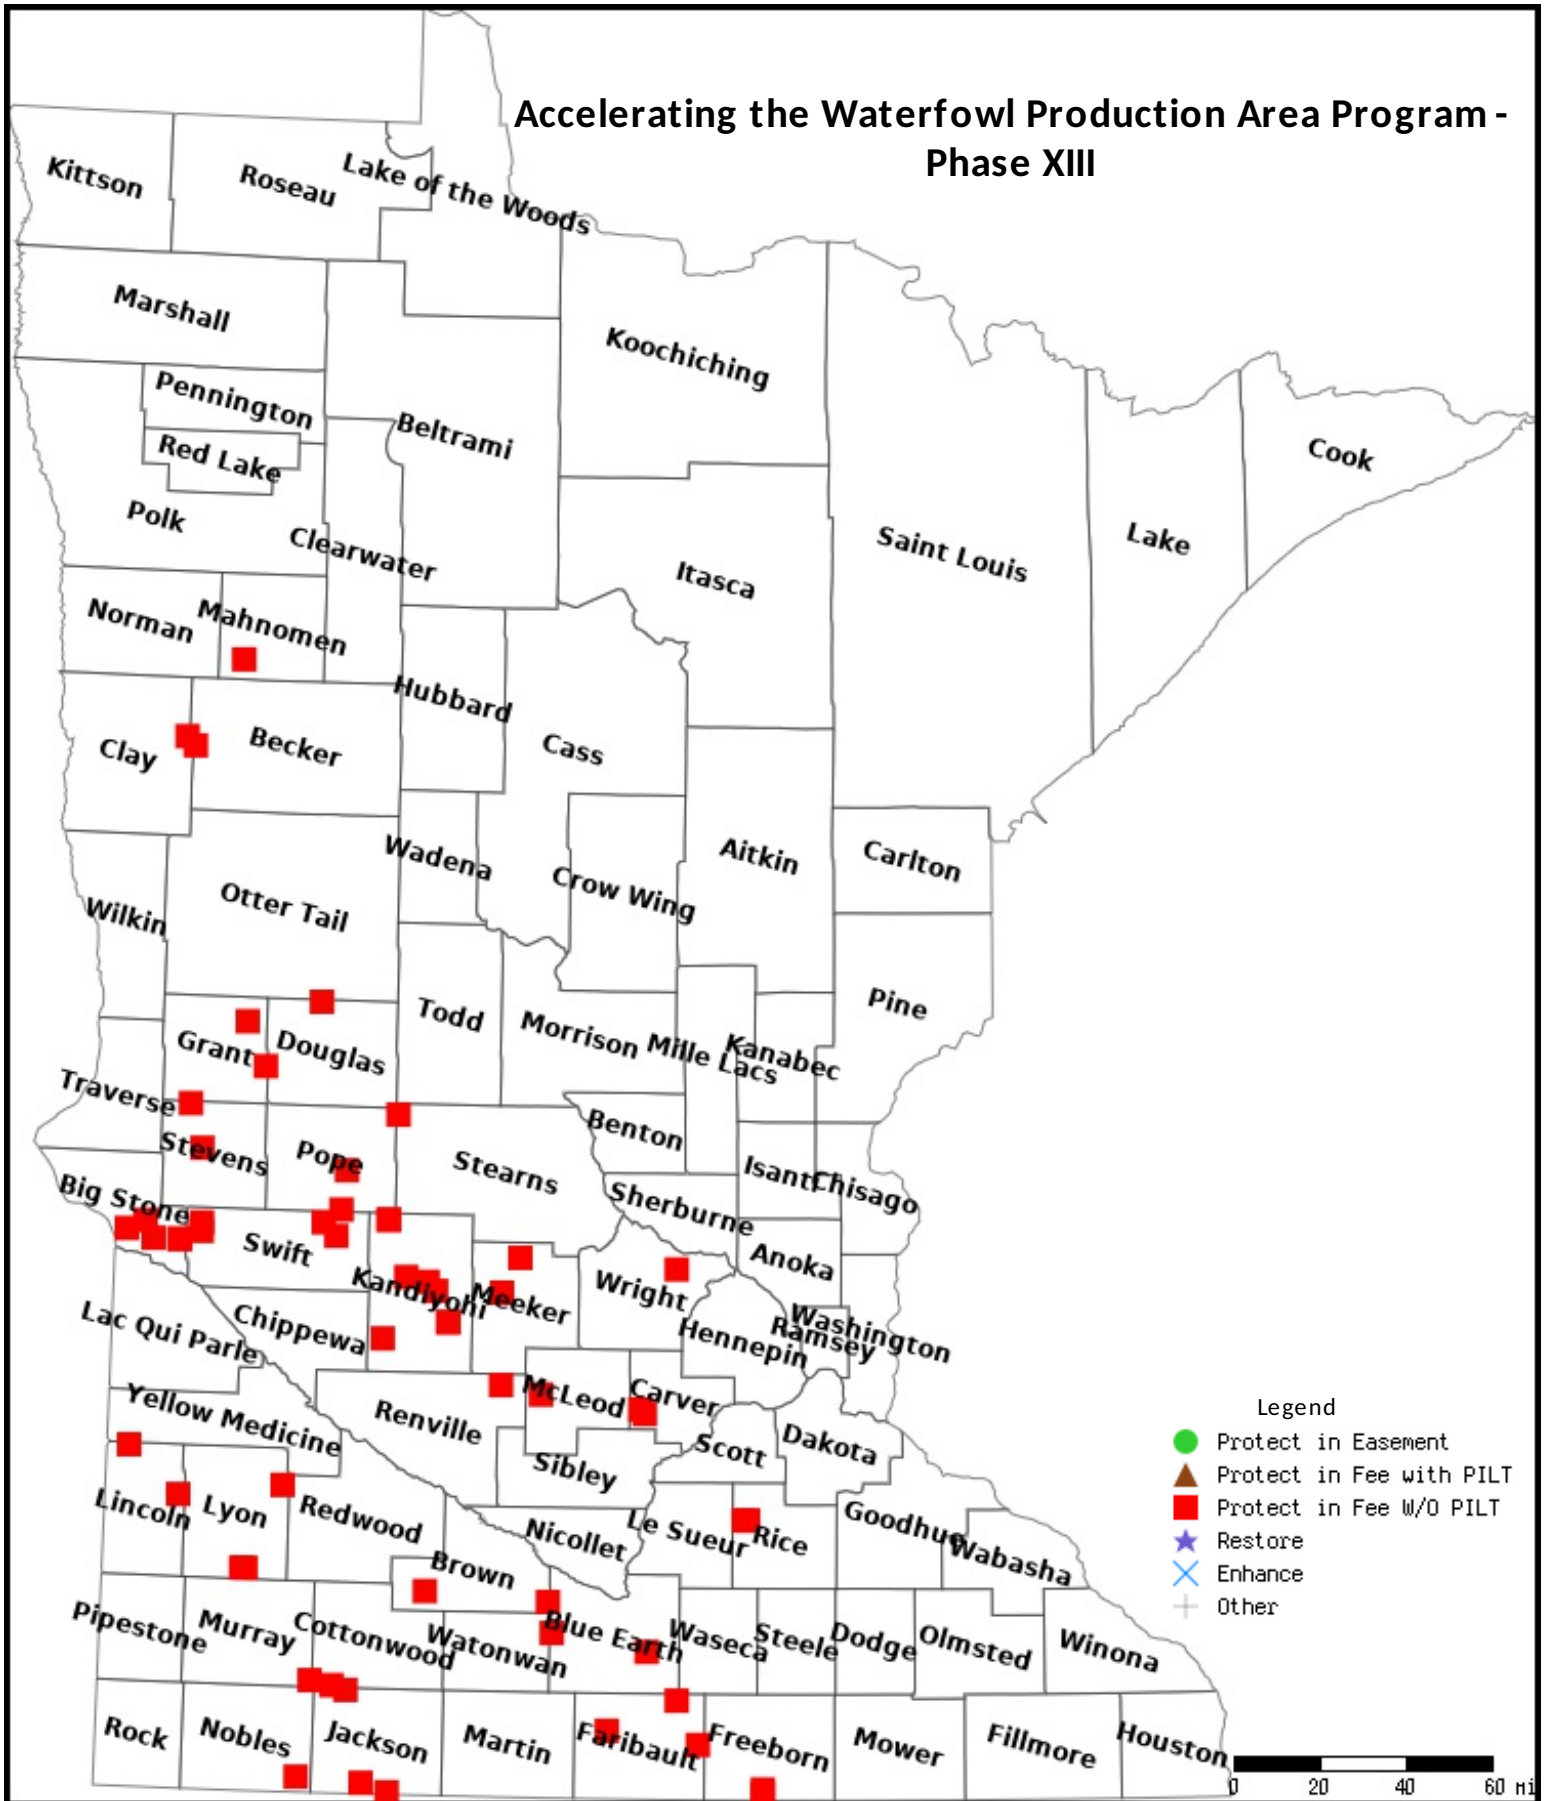 Accelerating the Waterfowl Production Area Program -
Phase XIII
Kittson
Roseau
Lake of the Woods
Marshall
Koochiching
Pennington
Beltrami
Red Lake
Cook
Polk
Clearwater
Saint Louis
Lake
Itasca
Norman
Mahnomen
Hubbard
Clay
Becker
Cass
Wadena
Aitkin
Carlton
Otter Tail
Crow Wing
Wilkin
Pine
Todd
Morrison
Mille Lacs
Kanabec
Grant
Douglas
Traverse
Benton
Stevens
Pope
Stearns
Isanti
Chisago
Big Stone
Sherburne
Swift
Anoka
Kandiyohi
Meeker
Wright
Washington
Ramsey
Hennepin
Lac Qui Parle
Chippewa
McLeod
Carver
Yellow Medicine
Renville
Scott
Dakota
Sibley
Lincoln
Lyon
Redwood
Nicollet
Le Sueur
Rice
Goodhue
Wabasha
Brown
Pipestone
Murray
Cottonwood
Watonwan
Blue Earth
Waseca
Steele
Dodge
Olmsted
Winona
Rock
Nobles
Jackson
Martin
Faribault
Freeborn
Mower
Fillmore
Houston
Legend
Protect in Easement
Protect in Fee with PILT
Protect in Fee W/O PILT
Restore
Enhance
Other
0 20 40 60 mi